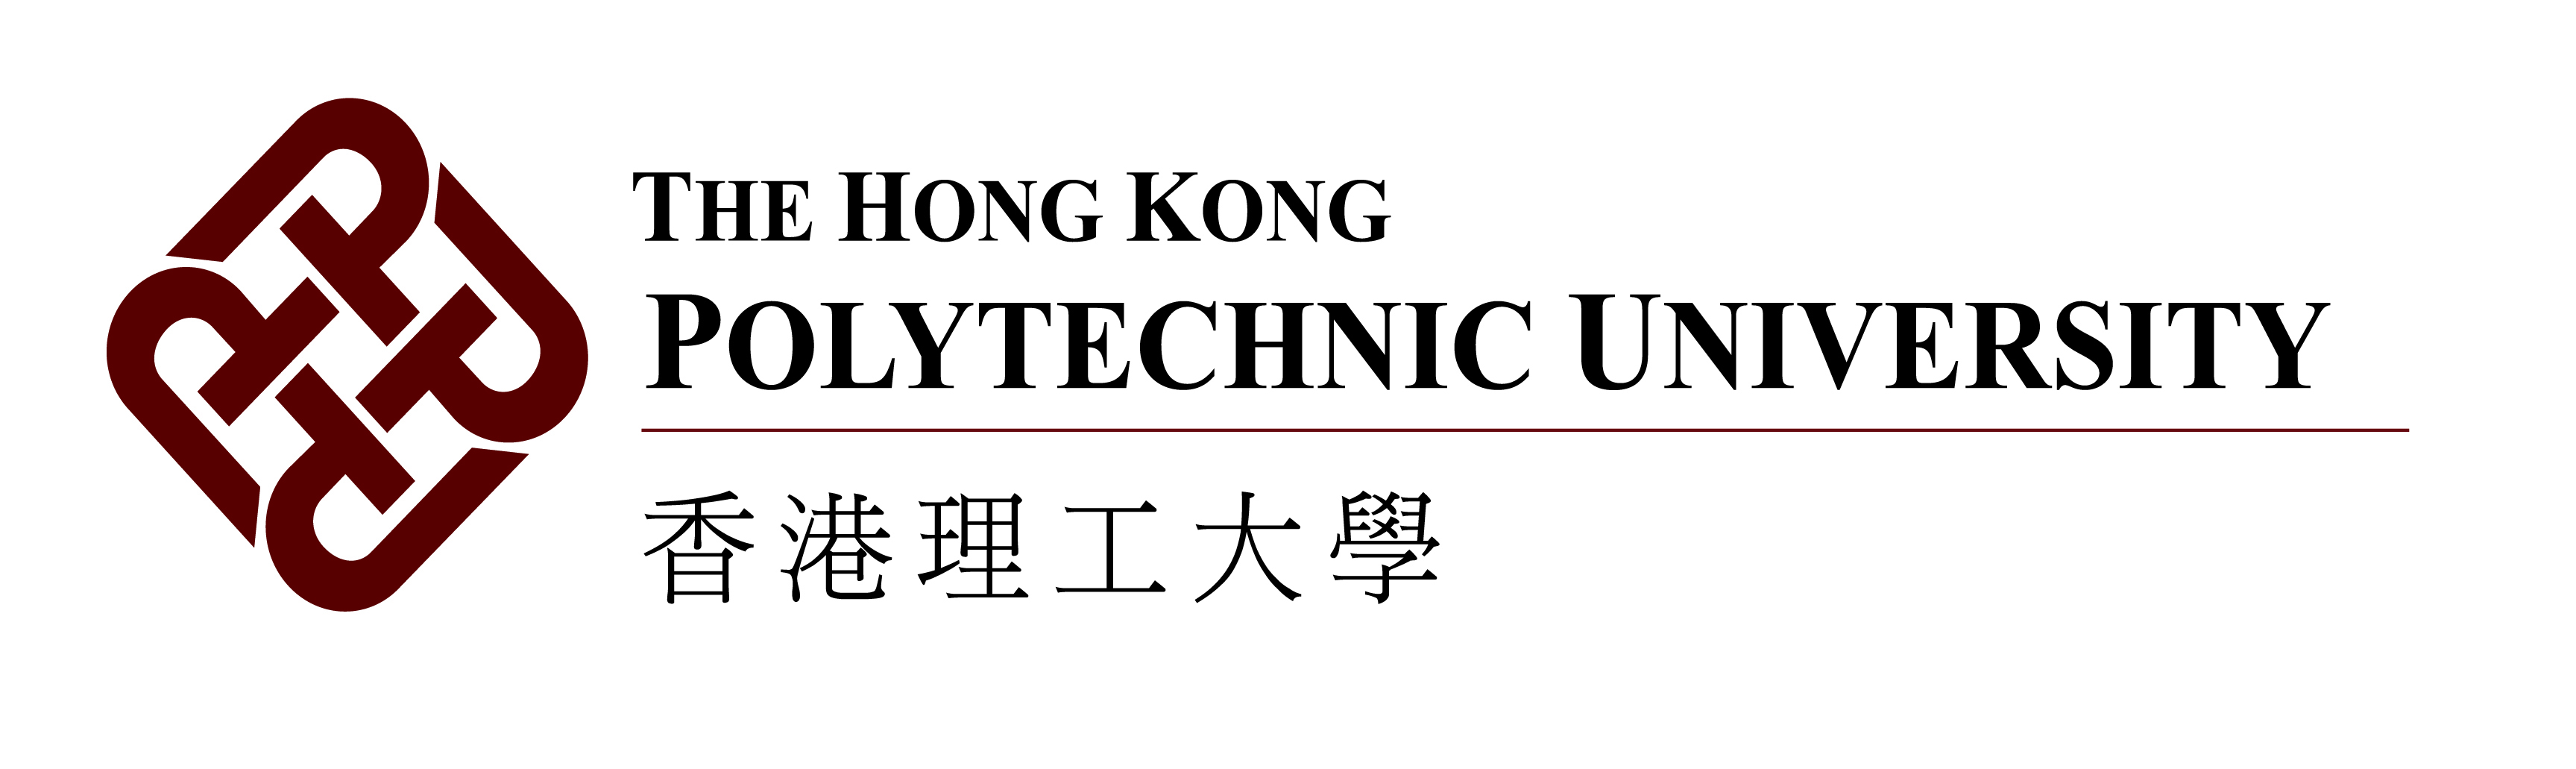 THE HONG KONG
POLYTECHNIC UNIVERSITY
香港理工大學